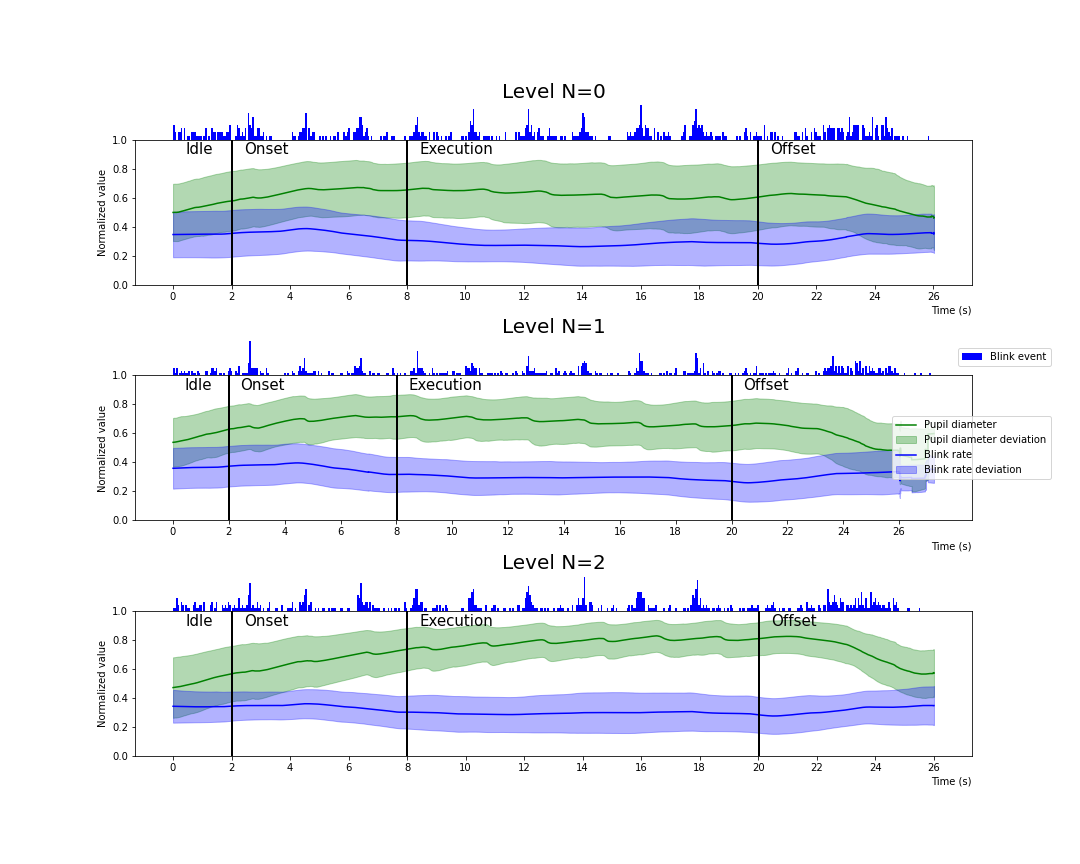 Level N=0
Idle Onset Execution Offset
Normalized value
1.0
0.8
0.6
0.4
0.2
0.0
0 2 4 6 8 10 12 14 16 18 20 22 24 26
Time (s)
Level N=1
Blink event
Idle Onset Execution Offset
Normalized value
1.0
0.8
0.6
0.4
0.2
0.0
Pupil diameter
Pupil diameter deviation
Blink rate
Blink rate deviation
0 2 4 6 8 10 12 14 16 18 20 22 24 26
Time (s)
Level N=2
Idle Onset Execution Offset
Normalized value
1.0
0.8
0.6
0.4
0.2
0.0
0 2 4 6 8 10 12 14 16 18 20 22 24 26
Time (s)